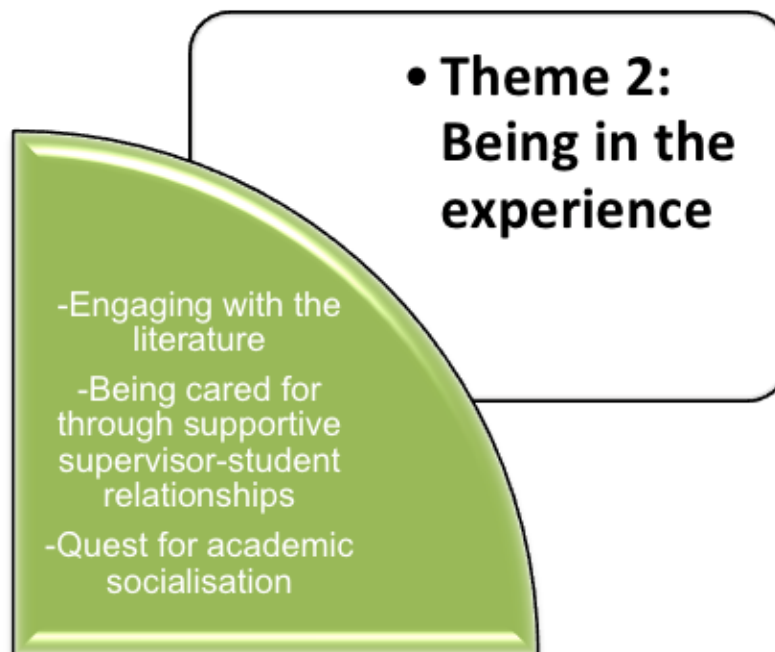 • Theme 2:
Being in the
experience
-Engaging with the
literature
-Being cared for
through supportive
supervisor-student
relationships
-Quest for academic
socialisation